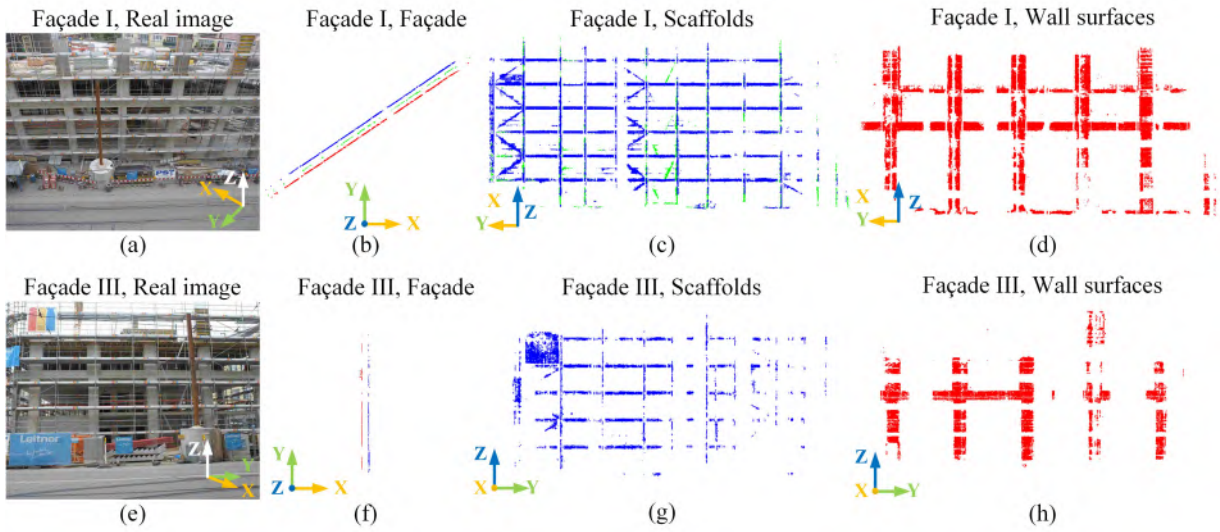 Façade I, Real image
Façade I, Façade
Façade I, Scaffolds
Façade I, Wall surfaces
Z
X
Y
Y
Z
X
X
Y
Z
X
Y
Z
(a)
(b)
(c)
(d)
Façade III, Real image
Façade III, Façade
Façade III, Scaffolds
Façade III, Wall surfaces
Leitner
Z
Y
X
Y
Z
X
Z
X
Y
Z
X
Y
(e)
(f)
(g)
(h)